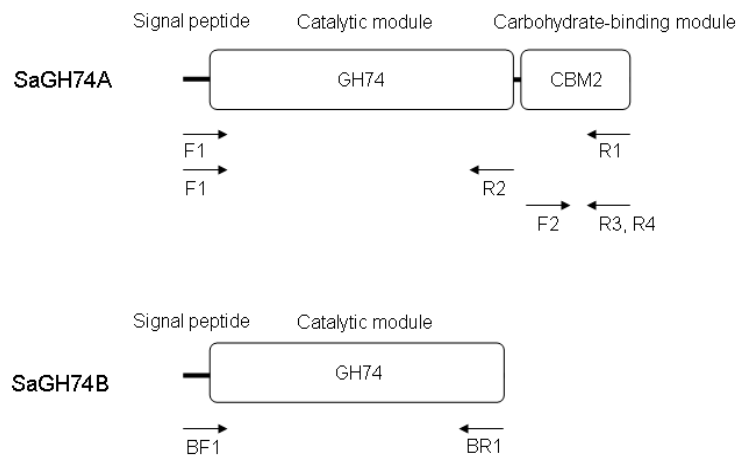 Signal peptide Catalytic module Carbohydrate-binding module
SaGH74A GH74 CBM2
F1 R1
F1 R2
F2 R3, R4
Signal peptide Catalytic module
SaGH74B GH74
BF1 BR1